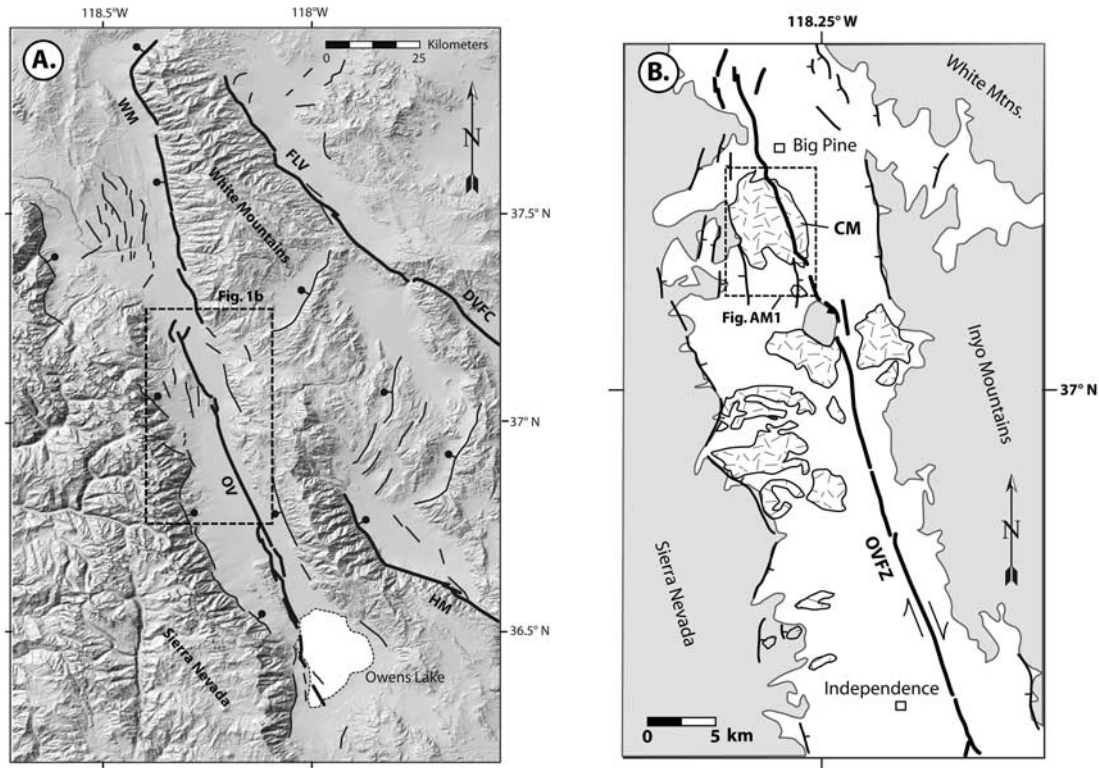 118.5°W
118°W
A.
Kilometers
0
25
N
WM
FLV
White Mountains
37.5° N
DVFC
Fig. 1b
37° N
OV
HM
36.5° N
Sierra Nevada
Owens Lake
118.25° W
B.
White Mtns.
Big Pine
CM
Fig. AM1
Inyo Mountains
37° N
N
OVFZ
Sierra Nevada
Independence
0
5 km